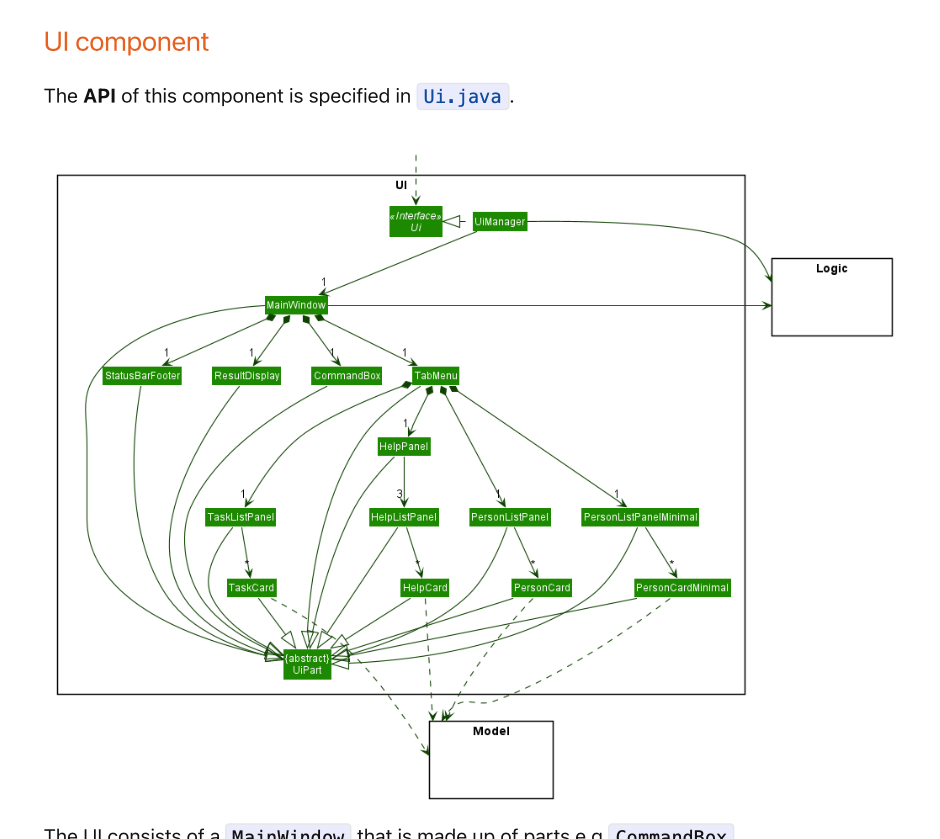 UI component
The API of this component is specified in Ui.java.
UI
«Interface»
Ui
UiManager
Logic
1
MainWindow
1
1
1
1
StatusBarFooter
ResultDisplay
CommandBox
TabMenu
1
HelpPanel
1
3
1
1
TaskListPanel
HelpListPanel
PersonListPanel
PersonListPanelMinimal
*
*
*
*
TaskCard
HelpCard
PersonCard
PersonCardMinimal
{abstract}
UiPart
Model
The UI consists of a MainWindow that is made up of parts e.g. CommandBox